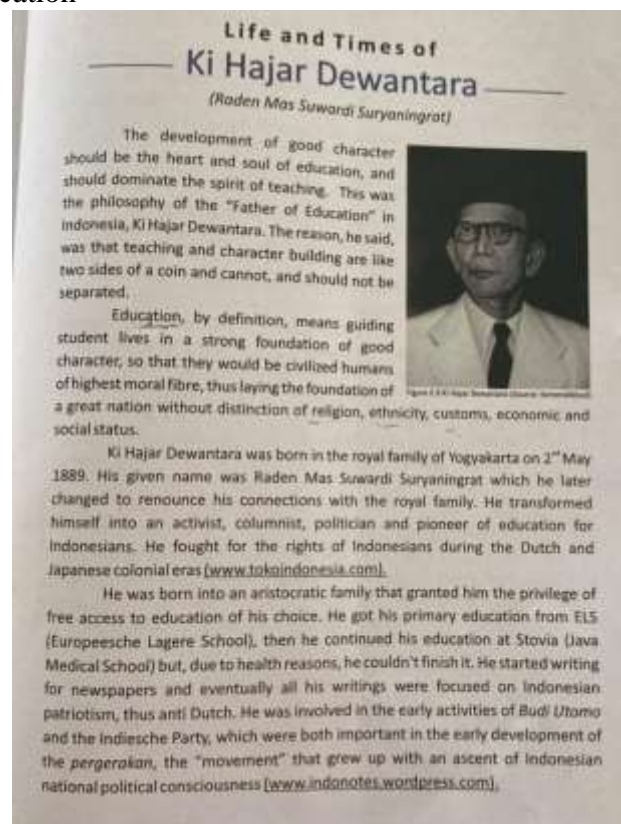 cation
Life and Times of
Ki Hajar Dewantara
(Raden Mas Suwardi Suryaningrat)
The development of good character
should be the heart and soul of education, and
should dominate the spirit of teaching. This was
the philosophy of the "Father of Education" in
Indonesia, Ki Hajar Dewantara. The reason, he said,
was that teaching and character building are like
two sides of a coin and cannot, and should not be
separated.
Education, by definition, means guiding
student lives in a strong foundation of good
character, so that they would be civilized humans
of highest moral fibre, thus laying the foundation of
a great nation without distinction of religion, ethnicity, customs, economic and
social status.
Ki Hajar Dewantara was born in the royal family of Yogyakarta on 2nd May
1889. His given name was Raden Mas Suwardi Suryaningrat which he later
changed to renounce his connections with the royal family. He transformed
himself into an activist, columnist, politician and pioneer of education for
Indonesians. He fought for the rights of Indonesians during the Dutch and
Japanese colonial eras (www.tokoindonesia.com).
He was born into an aristocratic family that granted him the privilege of
free access to education of his choice. He got his primary education from ELS
(Europeesche Lagere School), then he continued his education at Stovia (Java
Medical School) but, due to health reasons, he couldn't finish it. He started writing
for newspapers and eventually all his writings were focused on Indonesian
patriotism, thus anti Dutch. He was involved in the early activities of Budi Utomo
and the Indiesche Party, which were both important in the early development of
the pergerakan, the "movement" that grew up with an ascent of Indonesian
national political consciousness (www.indonotes.wordpress.com).